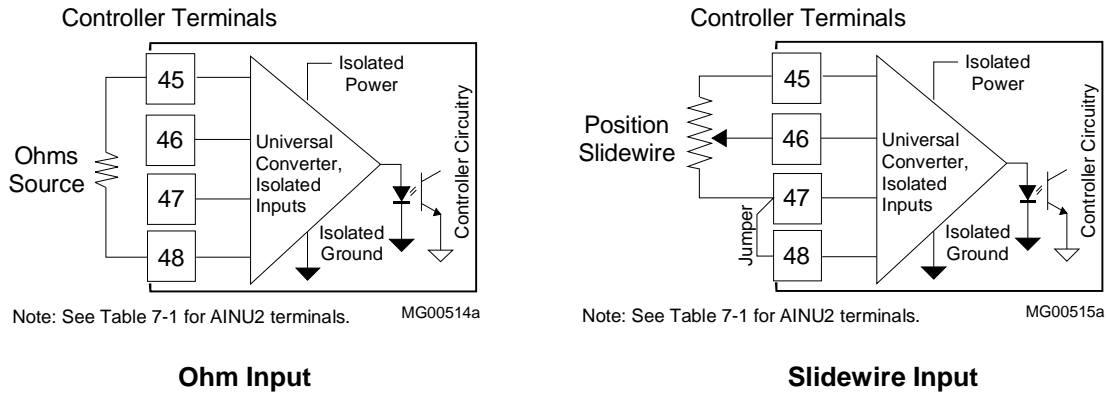 Controller Terminals
45
46
47
48
Ohms
Source
Universal
Converter,
Isolated
Inputs
Isolated
Power
Isolated
Ground
Controller Circuitry
Note: See Table 7-1 for AINU2 terminals.
MG00514a
Ohm Input
Controller Terminals
45
46
47
48
Position
Slidewire
Jumper
Universal
Converter,
Isolated
Inputs
Isolated
Power
Isolated
Ground
Controller Circuitry
Note: See Table 7-1 for AINU2 terminals.
MG00515a
Slidewire Input